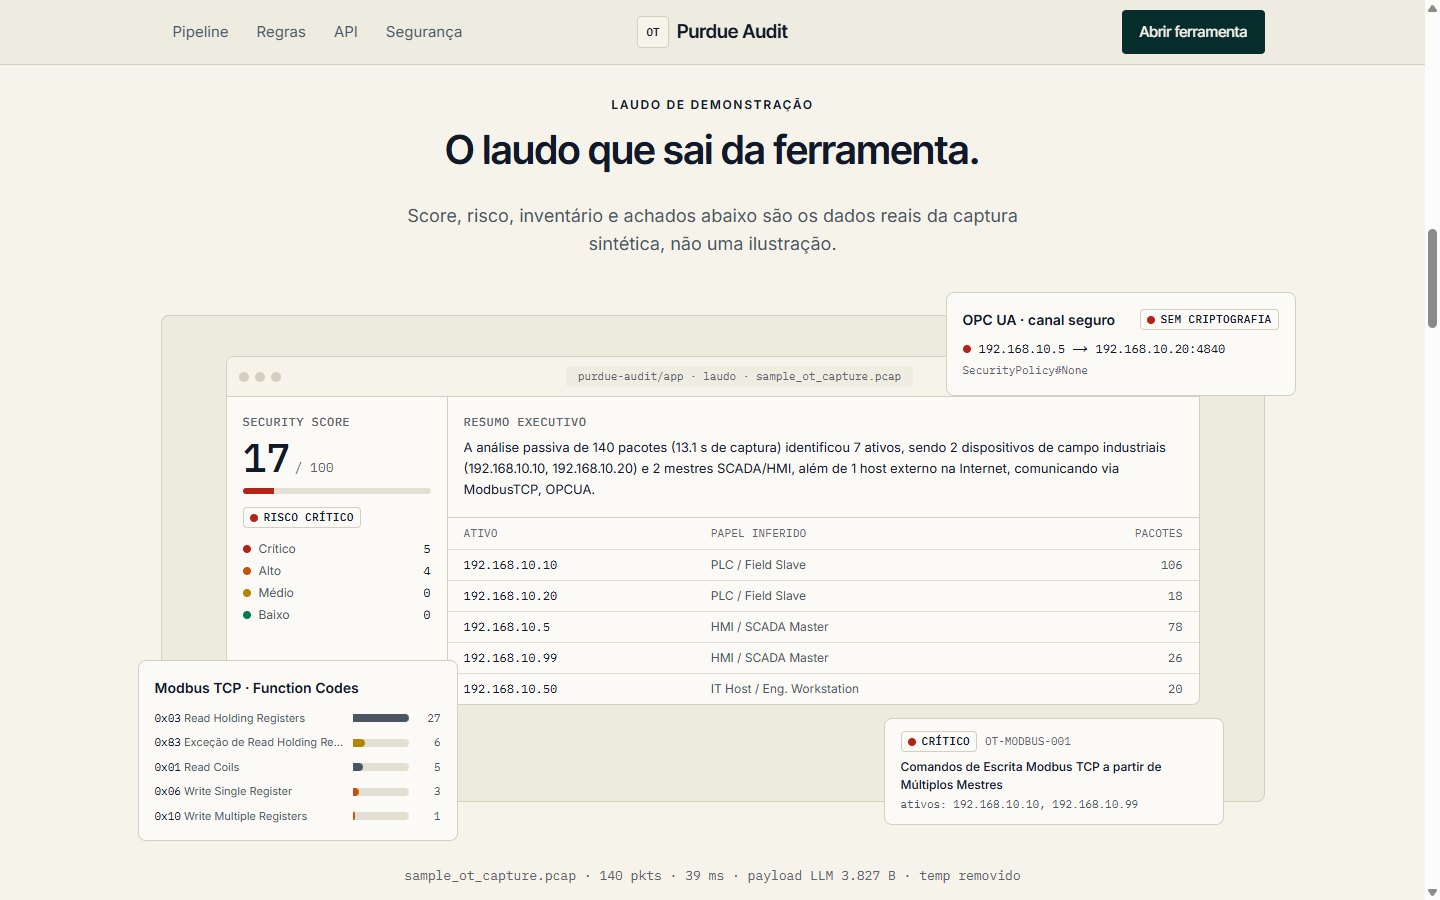 Pipeline
Regras
API
Segurança
OT
Purdue Audit
Abrir ferramenta
LAUDO DE DEMONSTRAÇÃO
O laudo que sai da ferramenta.
Score, risco, inventário e achados abaixo são os dados reais da captura
sintética, não uma ilustração.
OPC UA · canal seguro
SEM CRIPTOGRAFIA
192.168.10.5 → 192.168.10.20:4840
SecurityPolicy#None
purdue-audit/app · laudo · sample_ot_capture.pcap
SECURITY SCORE
17 / 100
RISCO CRÍTICO
Crítico 5
Alto 4
Médio 0
Baixo 0
RESUMO EXECUTIVO
A análise passiva de 140 pacotes (13.1 s de captura) identificou 7 ativos, sendo 2 dispositivos de campo industriais
(192.168.10.10, 192.168.10.20) e 2 mestres SCADA/HMI, além de 1 host externo na Internet, comunicando via
ModbusTCP, OPCUA.
ATIVO PAPEL INFERIDO PACOTES
192.168.10.10 PLC / Field Slave 106
192.168.10.20 PLC / Field Slave 18
192.168.10.5 HMI / SCADA Master 78
192.168.10.99 HMI / SCADA Master 26
192.168.10.50 IT Host / Eng. Workstation 20
Modbus TCP · Function Codes
0x03 Read Holding Registers 27
0x83 Exceção de Read Holding Re... 6
0x01 Read Coils 5
0x06 Write Single Register 3
0x10 Write Multiple Registers 1
CRÍTICO OT-MODBUS-001
Comandos de Escrita Modbus TCP a partir de
Múltiplos Mestres
ativos: 192.168.10.10, 192.168.10.99
sample_ot_capture.pcap · 140 pkts · 39 ms · payload LLM 3.827 B · temp removido